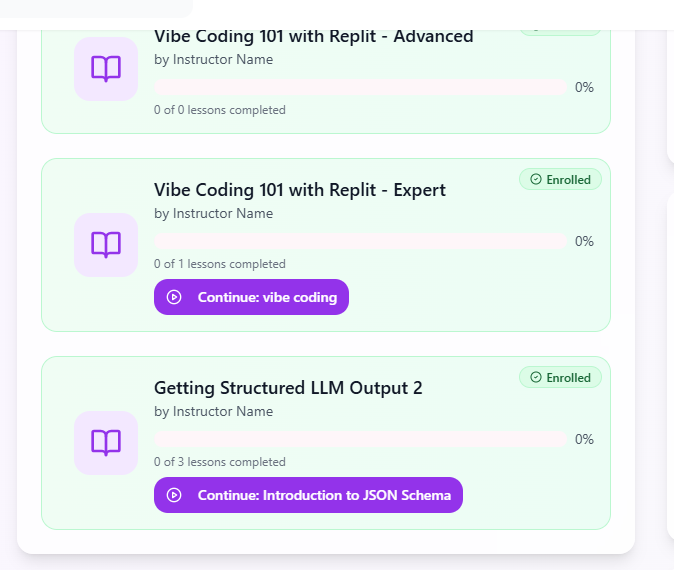 Vibe Coding 101 with Replit - Advanced
by Instructor Name
0%
0 of 0 lessons completed
Enrolled
Vibe Coding 101 with Replit - Expert
by Instructor Name
0%
0 of 1 lessons completed
Continue: vibe coding
Enrolled
Getting Structured LLM Output 2
by Instructor Name
0%
0 of 3 lessons completed
Continue: Introduction to JSON Schema